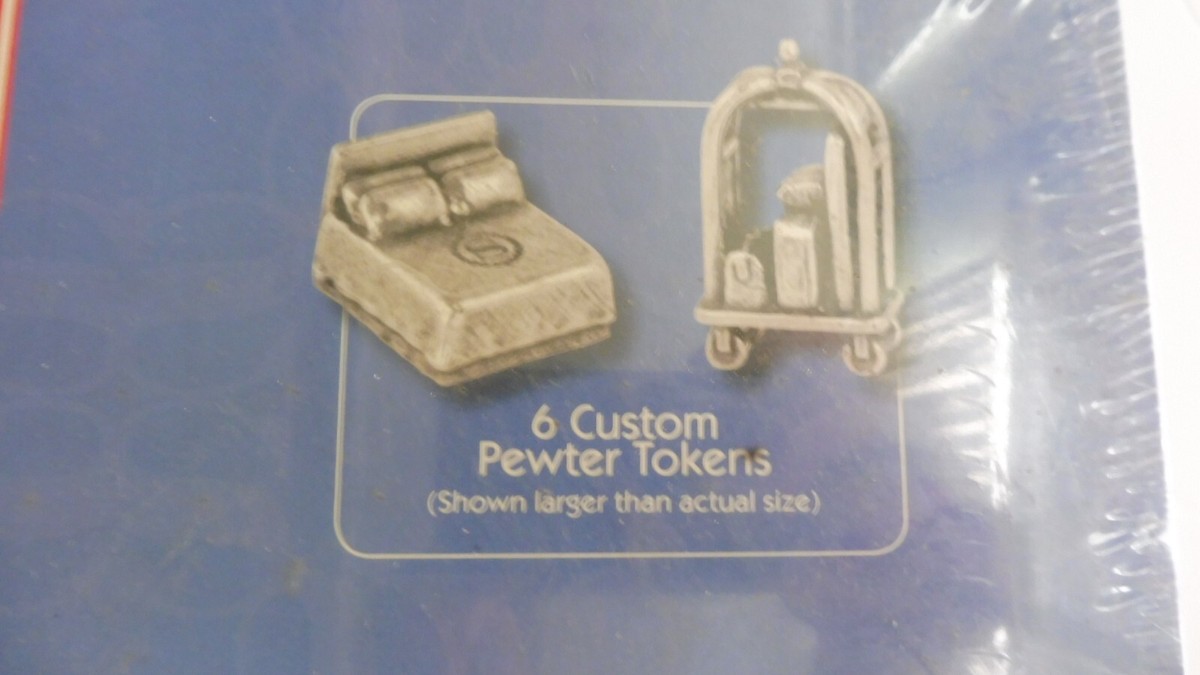 6 Custom
Pewter Tokens
(Shown larger than actual size)